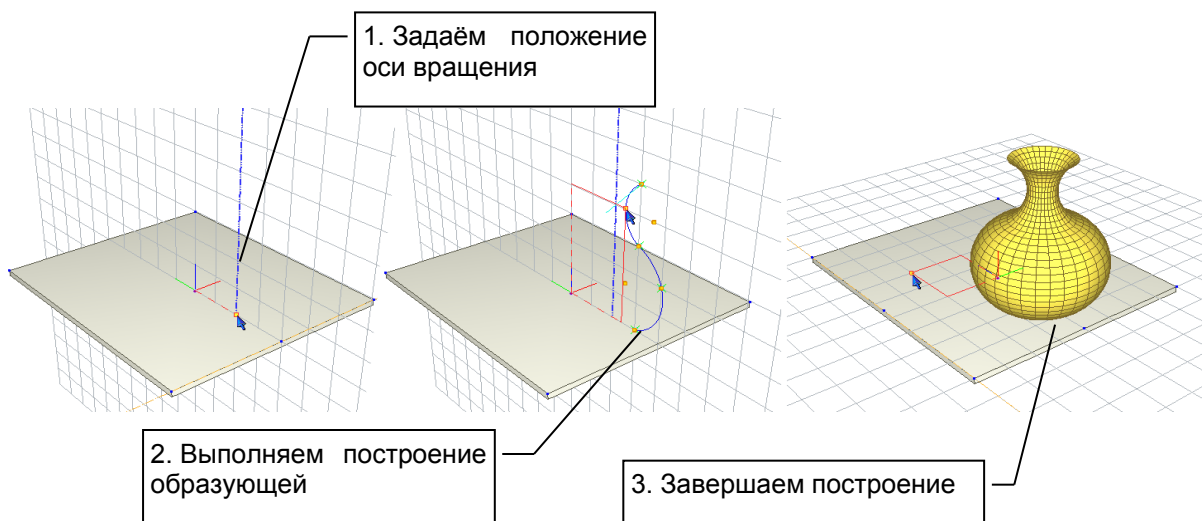 1. Задаём положение
оси вращения
2. Выполняем построение
образующей
3. Завершаем построение